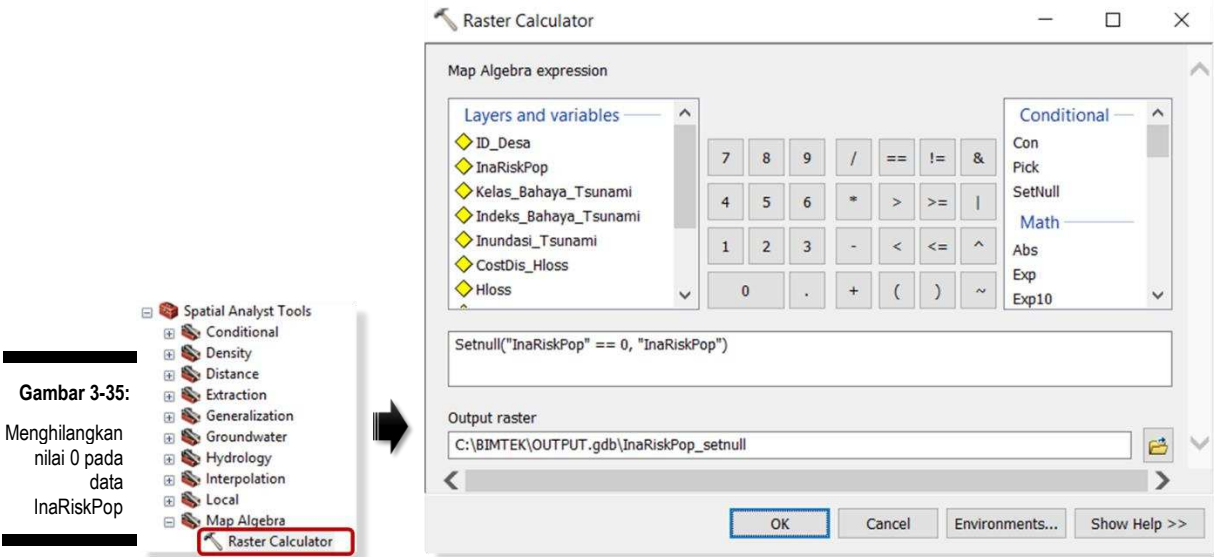 Gambar 3-35:
Menghilangkan
nilai 0 pada
data
InaRiskPop
Spatial Analyst Tools
Conditional
Density
Distance
Extraction
Generalization
Groundwater
Hydrology
Interpolation
Local
Map Algebra
Raster Calculator
Raster Calculator
Map Algebra expression
Layers and variables
ID_Desa
InaRiskPop
Kelas_Bahaya_Tsunami
Indeks_Bahaya_Tsunami
Inundasi_Tsunami
CostDis_Hloss
Hloss
7 8 9 / == != &
4 5 6 * > >= |
1 2 3 - < <= ^
0 . + ( ) ~
Conditional
Con
Pick
SetNull
Math
Abs
Exp
Exp10
Setnull("InaRiskPop" == 0, "InaRiskPop")
Output raster
C:\BIMTEK\OUTPUT.gdb\InaRiskPop_setnull
OK Cancel Environments... Show Help >>